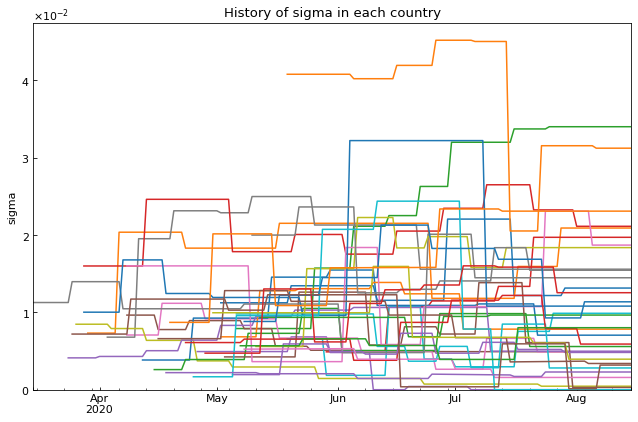 History of sigma in each country
×10⁻²
4
3
2
1
0
sigma
Apr
2020
May
Jun
Jul
Aug